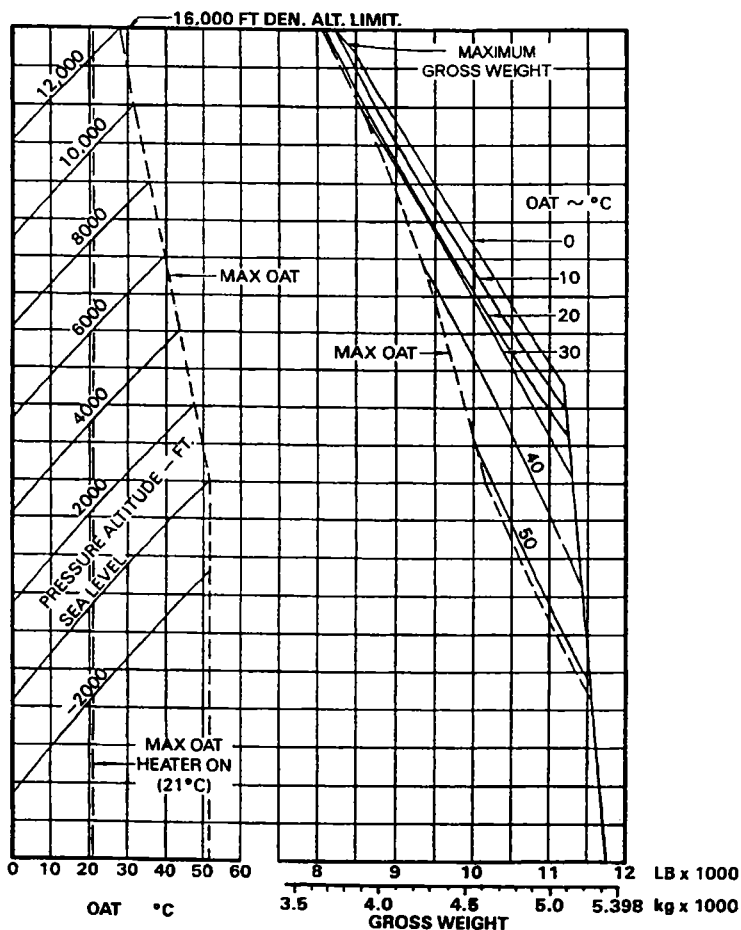 16,000 FT DEN. ALT. LIMIT.
MAXIMUM
GROSS WEIGHT
12,000
10,000
8000
6000
4000
2000
PRESSURE ALTITUDE – FT.
SEA LEVEL
-2000
MAX OAT
OAT ~ °C
0
10
20
30
MAX OAT
40
50
MAX OAT
HEATER ON
(21°C)
0 10 20 30 40 50 60
OAT °C
8 9 10 11 12 LB x 1000
3.5 4.0 4.5 5.0 5.398 kg x 1000
GROSS WEIGHT